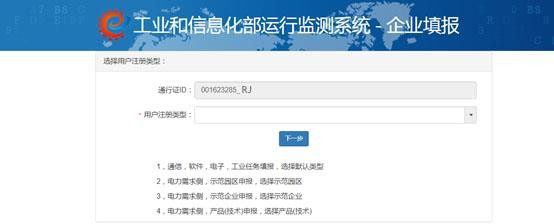 工业和信息化部运行监测系统 - 企业填报
选择用户注册类型：
通行证ID： 001623285_ RJ
* 用户注册类型：
下一步
1，通信，软件，电子，工业任务填报，选择默认类型
2，电力需求侧，示范园区申报，选择示范园区
3，电力需求侧，示范企业申报，选择示范企业
4，电力需求侧，产品(技术)申报，选择产品(技术)